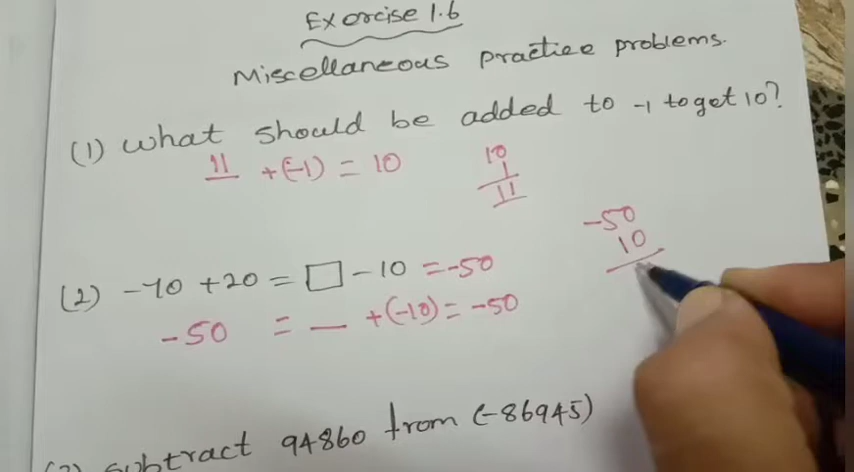 Exercise 1.6
Miscellaneous practice problems.
(1) What should be added to -1 to get 10?
11 + (-1) = 10
10
1
11
(2) -70 + 20 = □ - 10 = -50
-50 = __ + (-10) = -50
-50
10
subtract 94860 from (-86945)